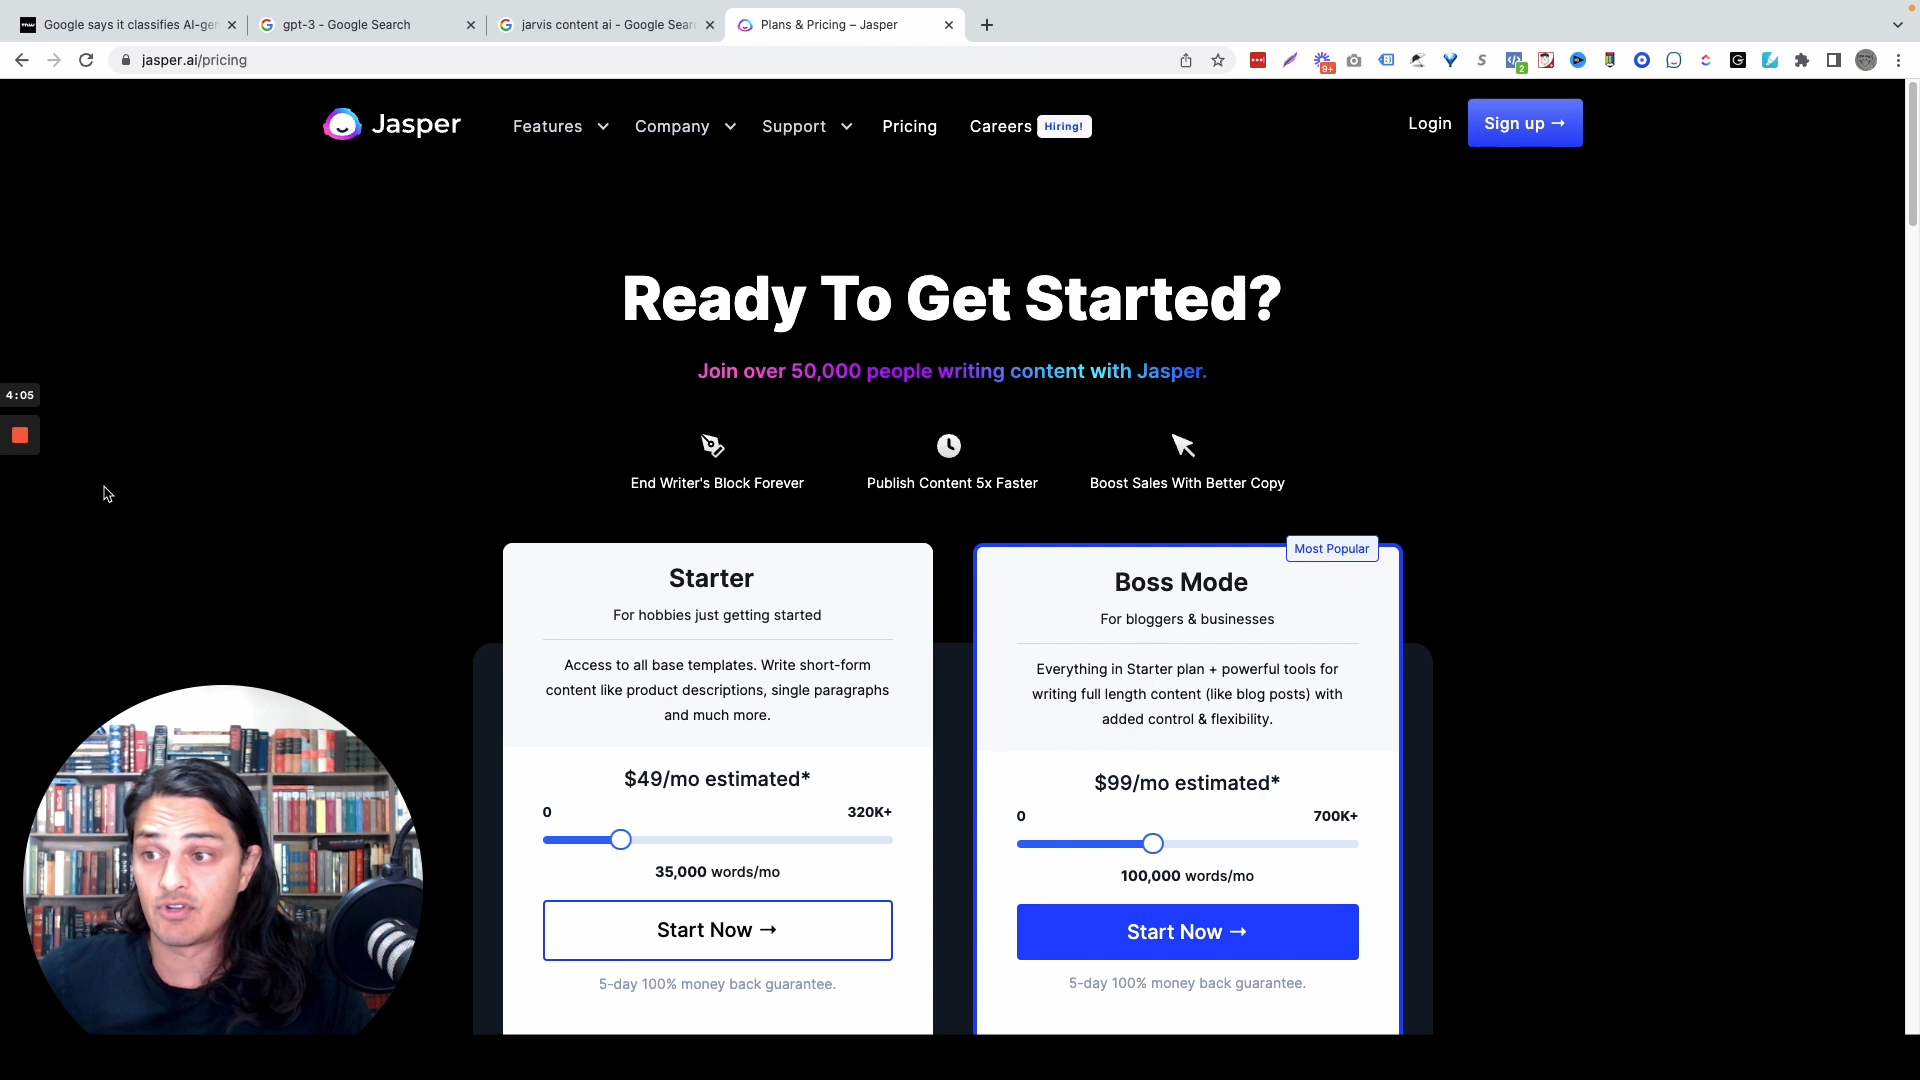 Google says it classifies AI-gen
gpt-3 - Google Search
jarvis content ai - Google Searc
Plans & Pricing – Jasper
jasper.ai/pricing
9+
2
Jasper
Features
Company
Support
Pricing
Careers
Hiring!
Login
Sign up →
Ready To Get Started?
Join over 50,000 people writing content with Jasper.
4:05
End Writer's Block Forever
Publish Content 5x Faster
Boost Sales With Better Copy
Starter
For hobbies just getting started
Access to all base templates. Write short-form
content like product descriptions, single paragraphs
and much more.
$49/mo estimated*
0
320K+
35,000 words/mo
Start Now →
5-day 100% money back guarantee.
Most Popular
Boss Mode
For bloggers & businesses
Everything in Starter plan + powerful tools for
writing full length content (like blog posts) with
added control & flexibility.
$99/mo estimated*
0
700K+
100,000 words/mo
Start Now →
5-day 100% money back guarantee.